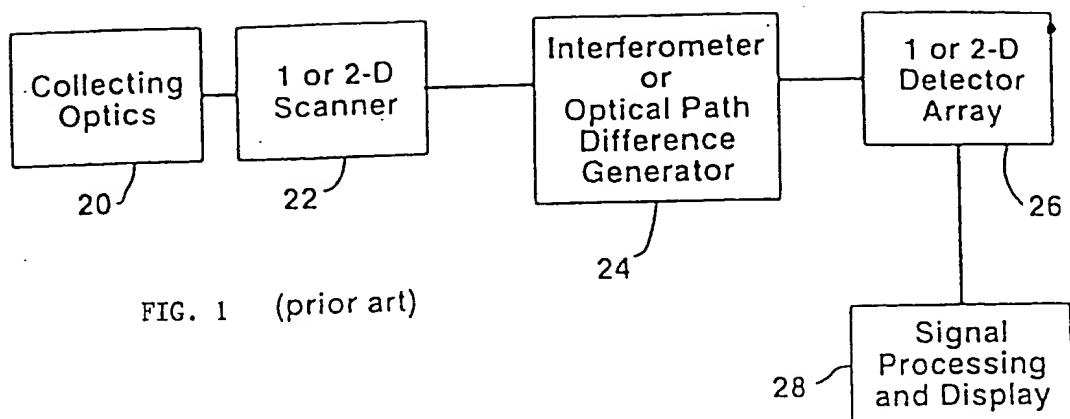 Collecting
Optics
20
1 or 2-D
Scanner
22
Interferometer
or
Optical Path
Difference
Generator
24
1 or 2-D
Detector
Array
26
Signal
Processing
and Display
28
FIG. 1 (prior art)